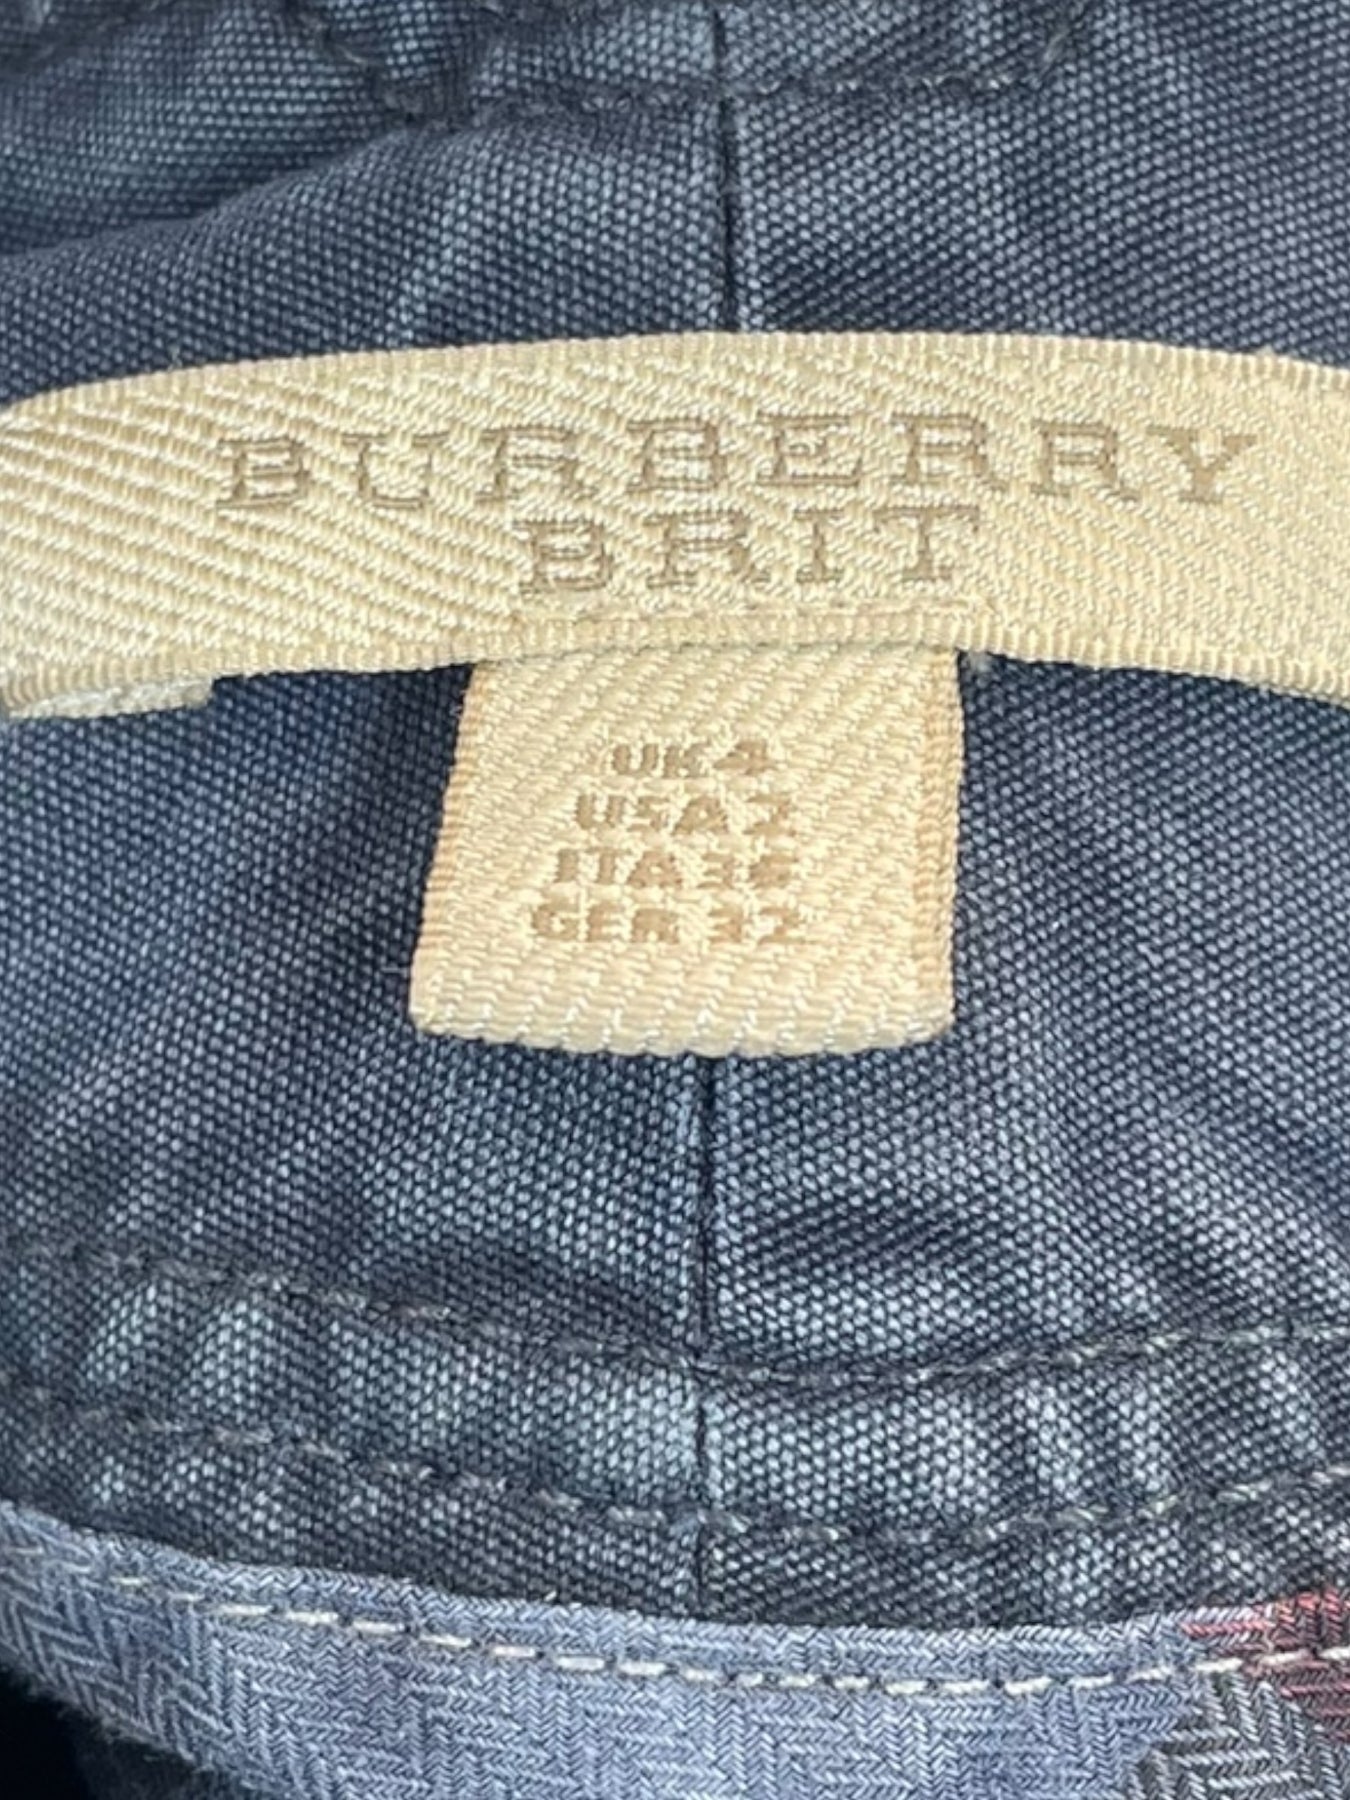 BURBERRY
BRIT
UK 4
USA 2
ITA 36
GER 32